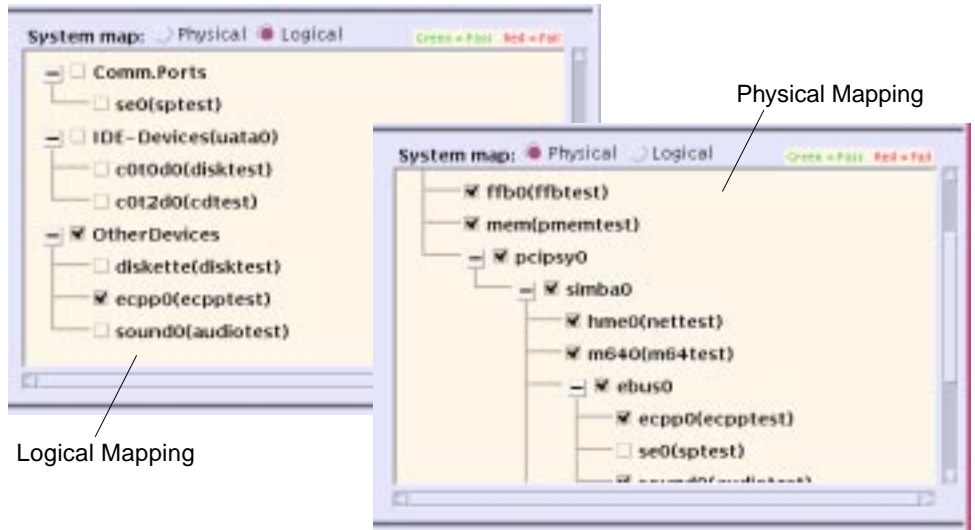 System map: Physical Logical Green = Pass Red = Fail
Comm.Ports
se0(sptest)
IDE-Devices(uata0)
c0t0d0(disktest)
c0t2d0(cdtest)
OtherDevices
diskette(disktest)
ecpp0(ecpptest)
sound0(audiotest)
Logical Mapping
Physical Mapping
System map: Physical Logical Green = Pass Red = Fail
ffb0(ffbtest)
mem(pmemtest)
pcipsy0
simba0
hme0(nettest)
m640(m64test)
ebus0
ecpp0(ecpptest)
se0(sptest)
sound0(audiotest)